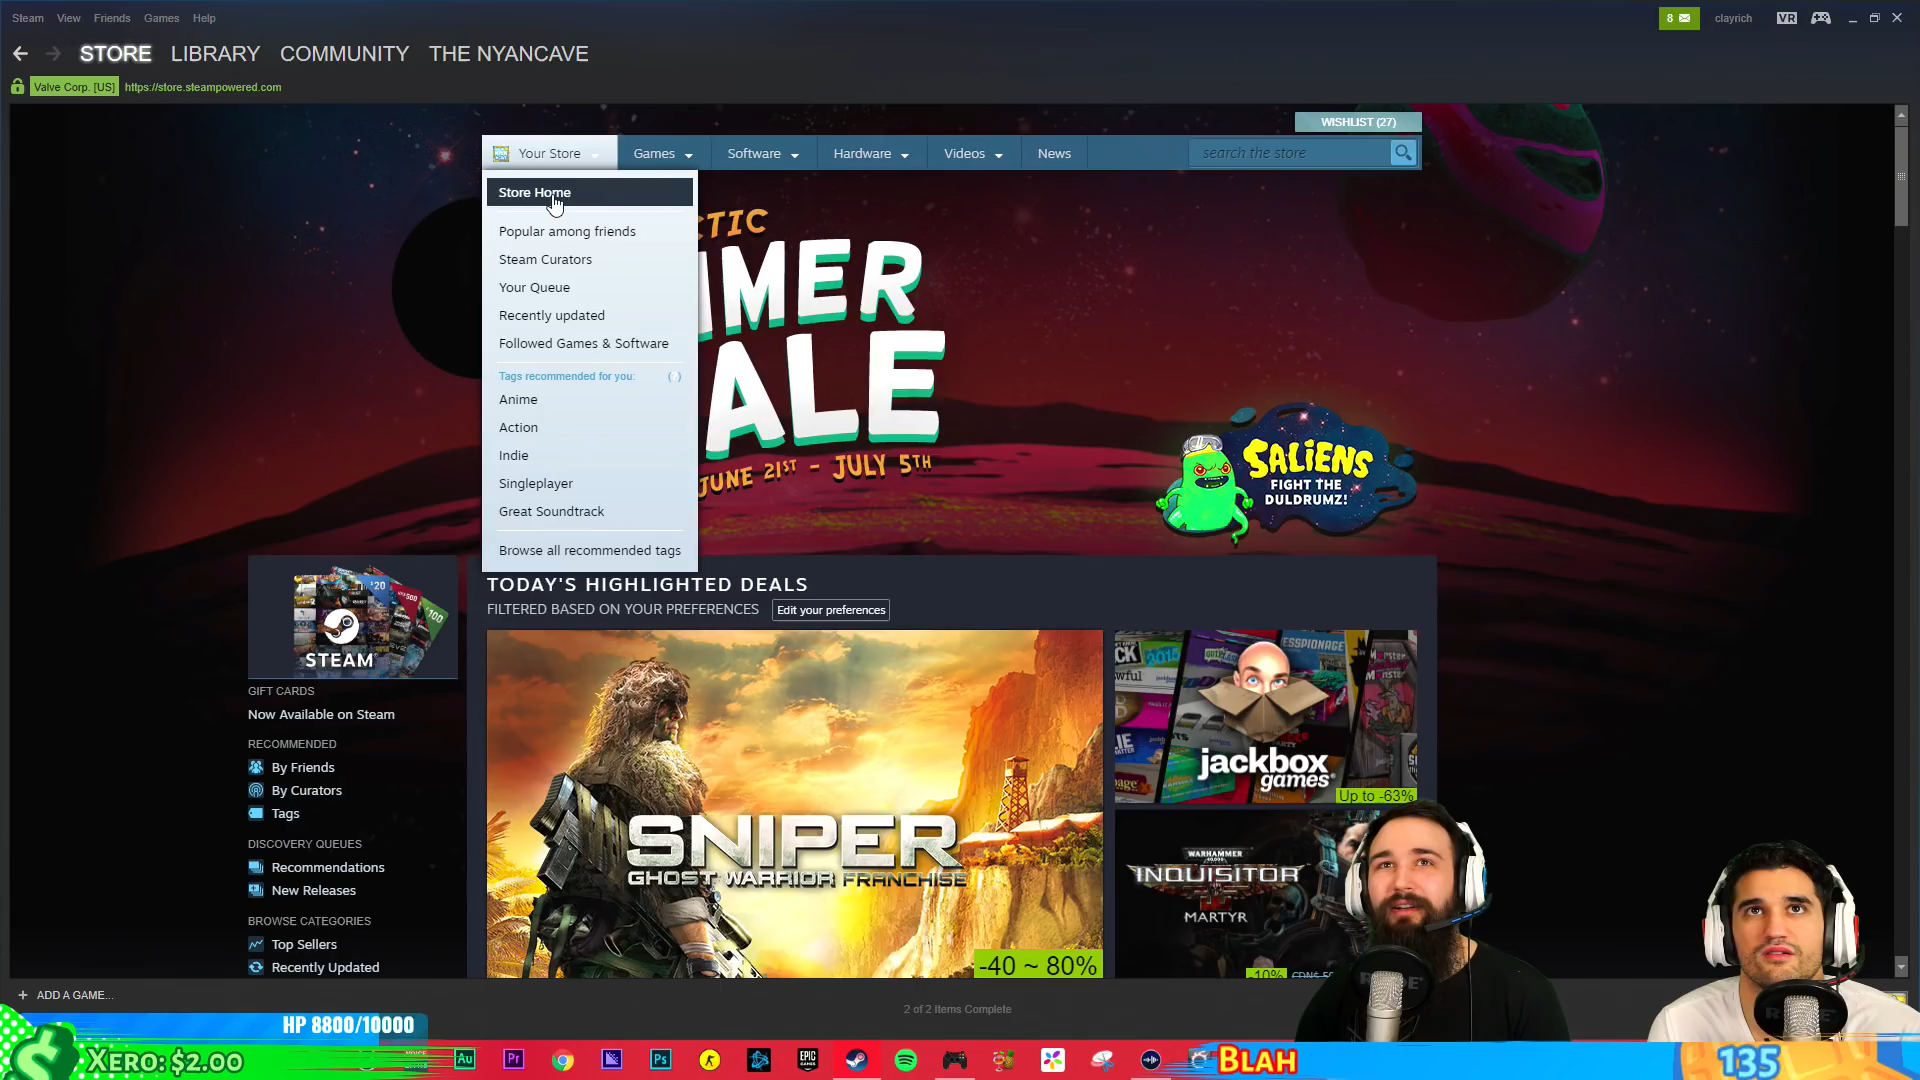 Steam View Friends Games Help
8
clayrich
VR
STORE LIBRARY COMMUNITY THE NYANCAVE
Valve Corp. [US] https://store.steampowered.com
WISHLIST (27)
Your Store Games Software Hardware Videos News search the store
Store Home
Popular among friends
Steam Curators
Your Queue
Recently updated
Followed Games & Software
Tags recommended for you: (?)
Anime
Action
Indie
Singleplayer
Great Soundtrack
Browse all recommended tags
JUNE 21ST - JULY 5TH
SALIENS
FIGHT THE
DULDRUMZ!
TODAY'S HIGHLIGHTED DEALS
FILTERED BASED ON YOUR PREFERENCES Edit your preferences
STEAM
GIFT CARDS
Now Available on Steam
RECOMMENDED
By Friends
By Curators
Tags
DISCOVERY QUEUES
Recommendations
New Releases
BROWSE CATEGORIES
Top Sellers
Recently Updated
SNIPER
GHOST WARRIOR FRANCHISE
-40 ~ 80%
jackbox
games
Up to -63%
WARHAMMER
INQUISITOR
MARTYR
-10%
ADD A GAME...
2 of 2 Items Complete
HP 8800/10000
XERO: $2.00
Au Pr Ps
EPIC
GAMES
BLAH
135